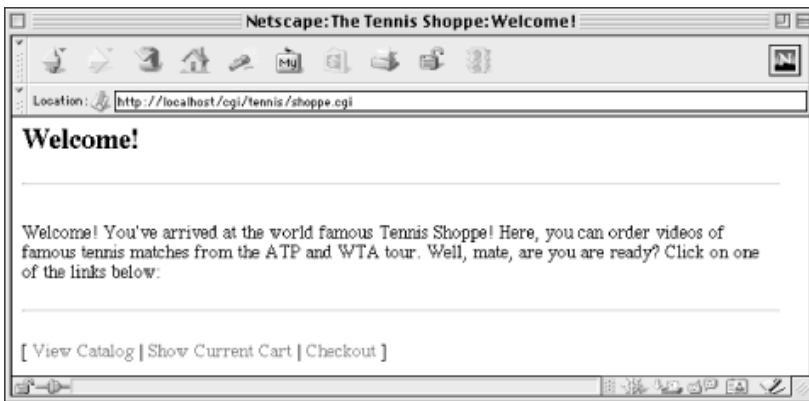 Netscape: The Tennis Shoppe: Welcome!
My
N
Location: http://localhost/cgi/tennis/shoppe.cgi
Welcome!
Welcome! You've arrived at the world famous Tennis Shoppe! Here, you can order videos of
famous tennis matches from the ATP and WTA tour. Well, mate, are you are ready? Click on one
of the links below:
[ View Catalog | Show Current Cart | Checkout ]